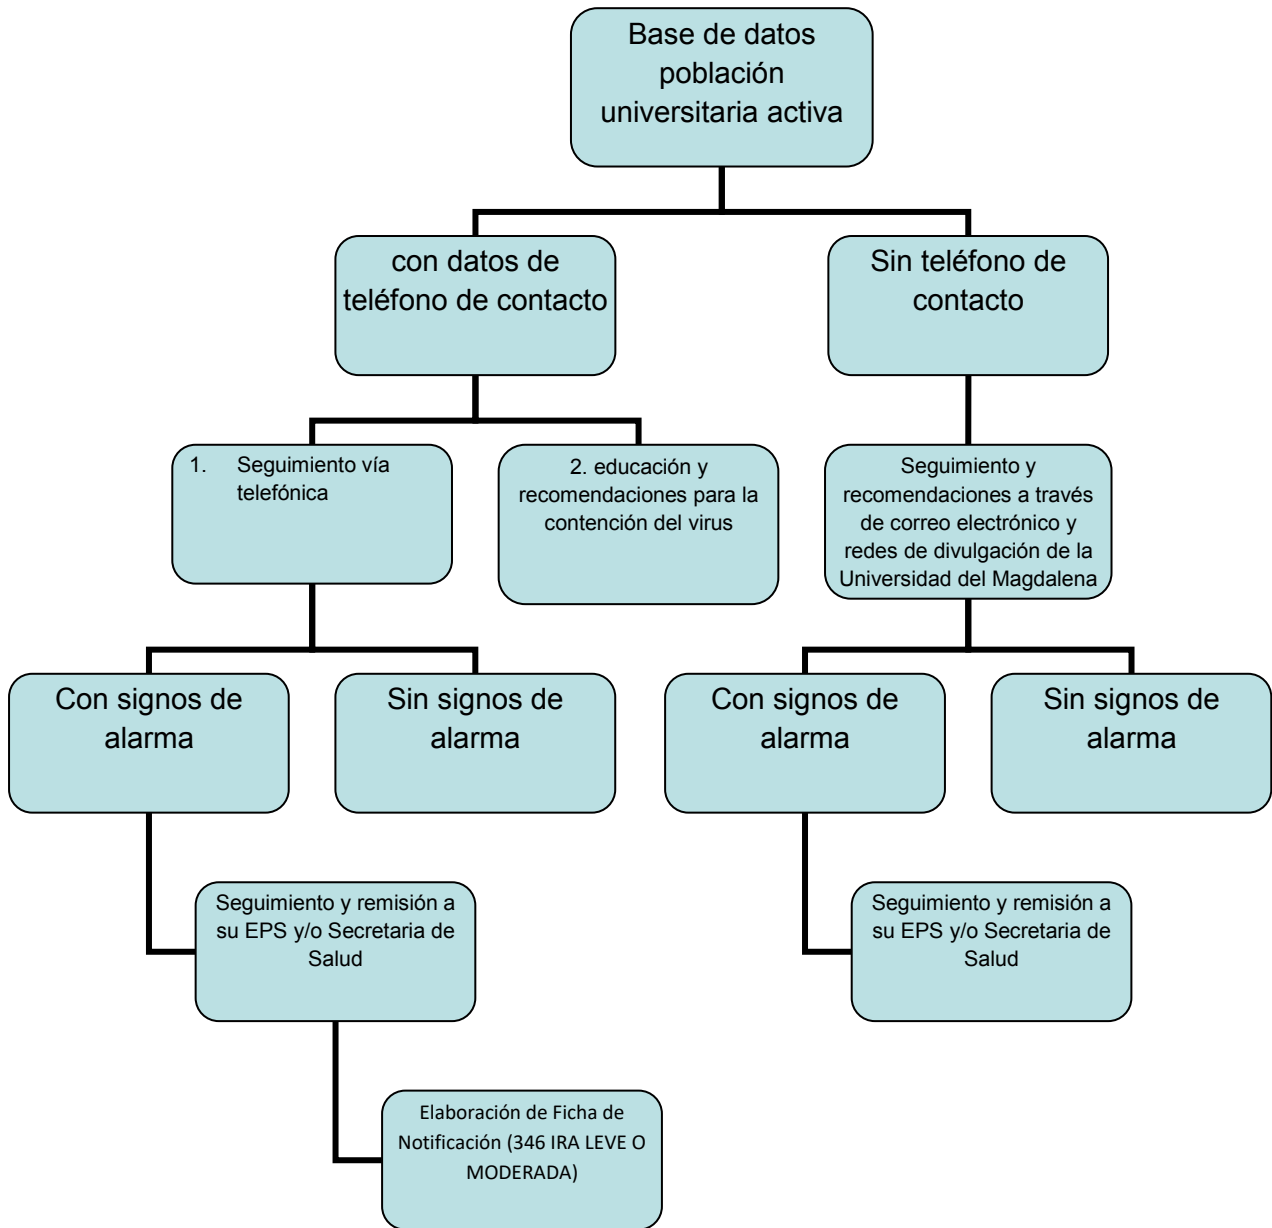 Base de datos
población
universitaria activa
con datos de
teléfono de contacto
Sin teléfono de
contacto
1. Seguimiento vía
telefónica
2. educación y
recomendaciones para la
contención del virus
Seguimiento y
recomendaciones a través
de correo electrónico y
redes de divulgación de la
Universidad del Magdalena
Con signos de
alarma
Sin signos de
alarma
Con signos de
alarma
Sin signos de
alarma
Seguimiento y remisión a
su EPS y/o Secretaria de
Salud
Seguimiento y remisión a
su EPS y/o Secretaria de
Salud
Elaboración de Ficha de
Notificación (346 IRA LEVE O
MODERADA)